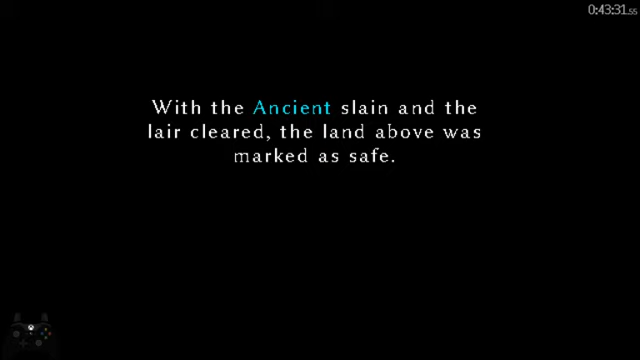 0:43:31.55
With the Ancient slain and the
lair cleared, the land above was
marked as safe.